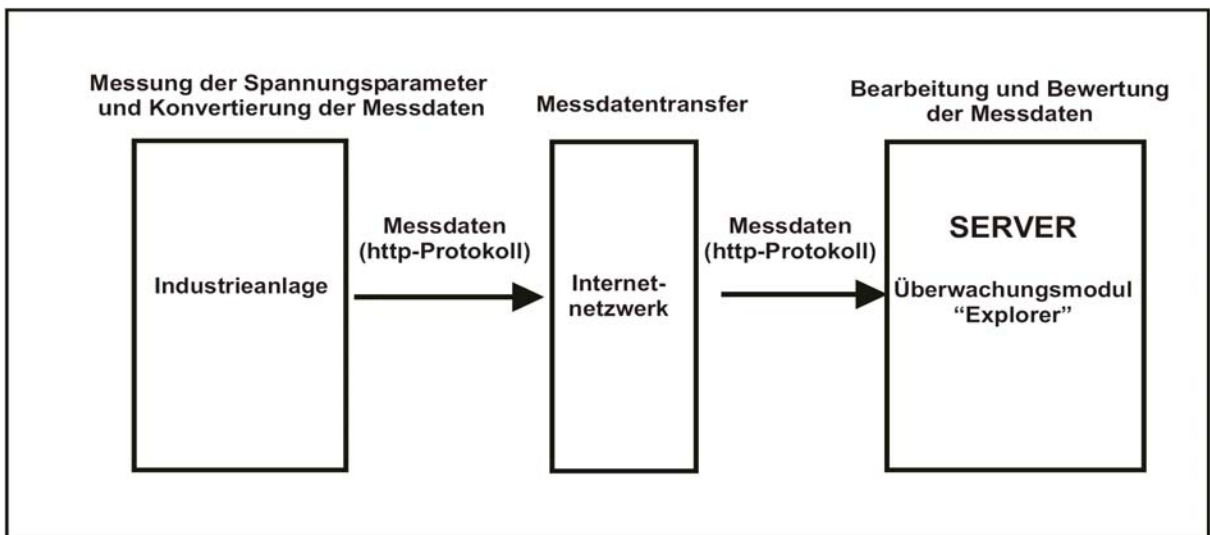 Messung der Spannungsparameter
und Konvertierung der Messdaten
Industrieanlage
Messdaten
(http-Protokoll)
Messdatentransfer
Internet-
netzwerk
Messdaten
(http-Protokoll)
Bearbeitung und Bewertung
der Messdaten
SERVER
Überwachungsmodul
“Explorer”